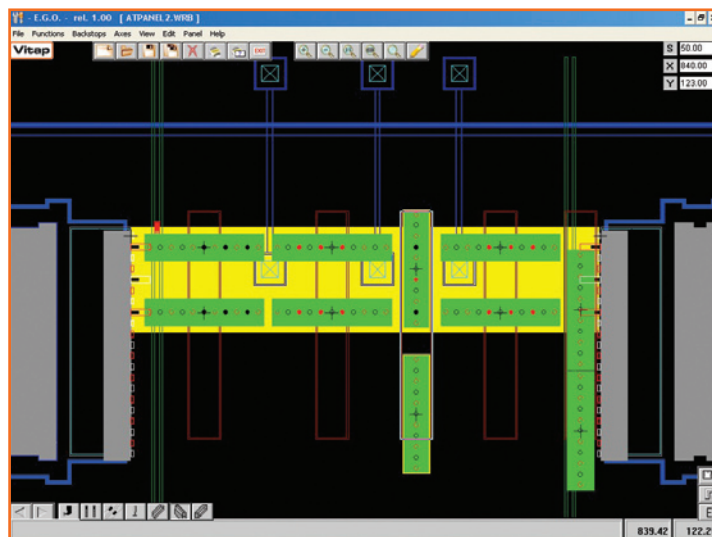 - E.G.O. - rel. 1.00 [ ATPANEL2.WRB ]
File Functions Backstops Axes View Edit Panel Help
Vitap
EXIT
S 50.00
X 840.00
Y 123.00
839.42 122.2